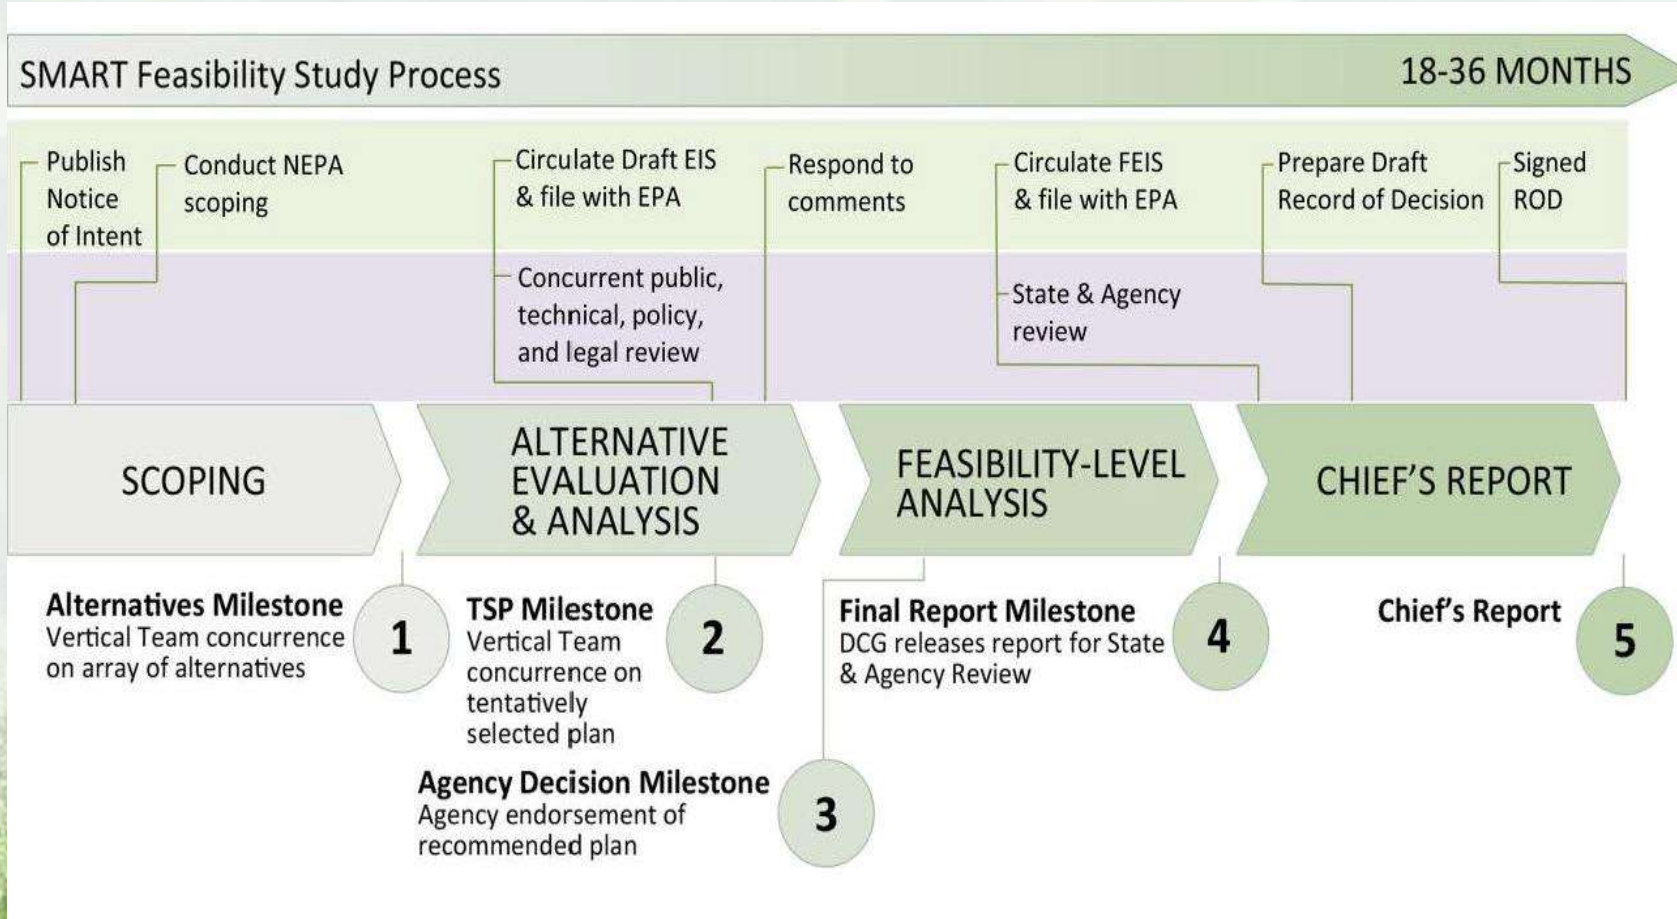 SMART Feasibility Study Process
18-36 MONTHS
Publish
Notice
of Intent
Conduct NEPA
scoping
Circulate Draft EIS
& file with EPA
Concurrent public,
technical, policy,
and legal review
Respond to
comments
Circulate FEIS
& file with EPA
State & Agency
review
Prepare Draft
Record of Decision
Signed
ROD
SCOPING
ALTERNATIVE
EVALUATION
& ANALYSIS
FEASIBILITY-LEVEL
ANALYSIS
CHIEF'S REPORT
Alternatives Milestone
Vertical Team concurrence
on array of alternatives
1
TSP Milestone
Vertical Team
concurrence on
tentatively
selected plan
2
Agency Decision Milestone
Agency endorsement of
recommended plan
3
Final Report Milestone
DCG releases report for State
& Agency Review
4
Chief's Report
5